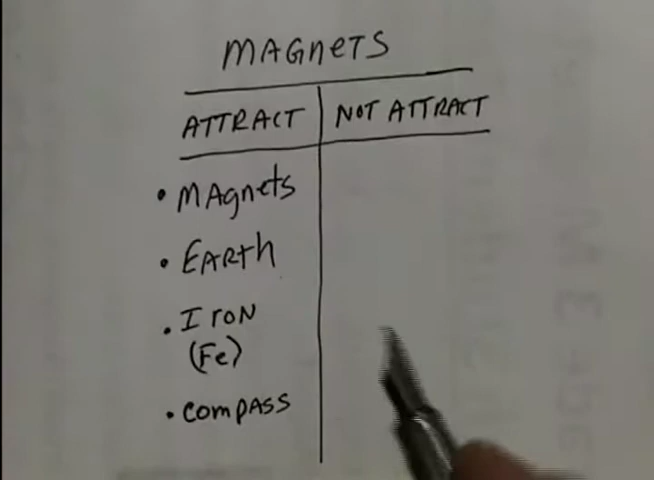 MAGNETS
ATTRACT NOT ATTRACT
• MAgnets
• EARth
• IRON
(Fe)
• COMPASS